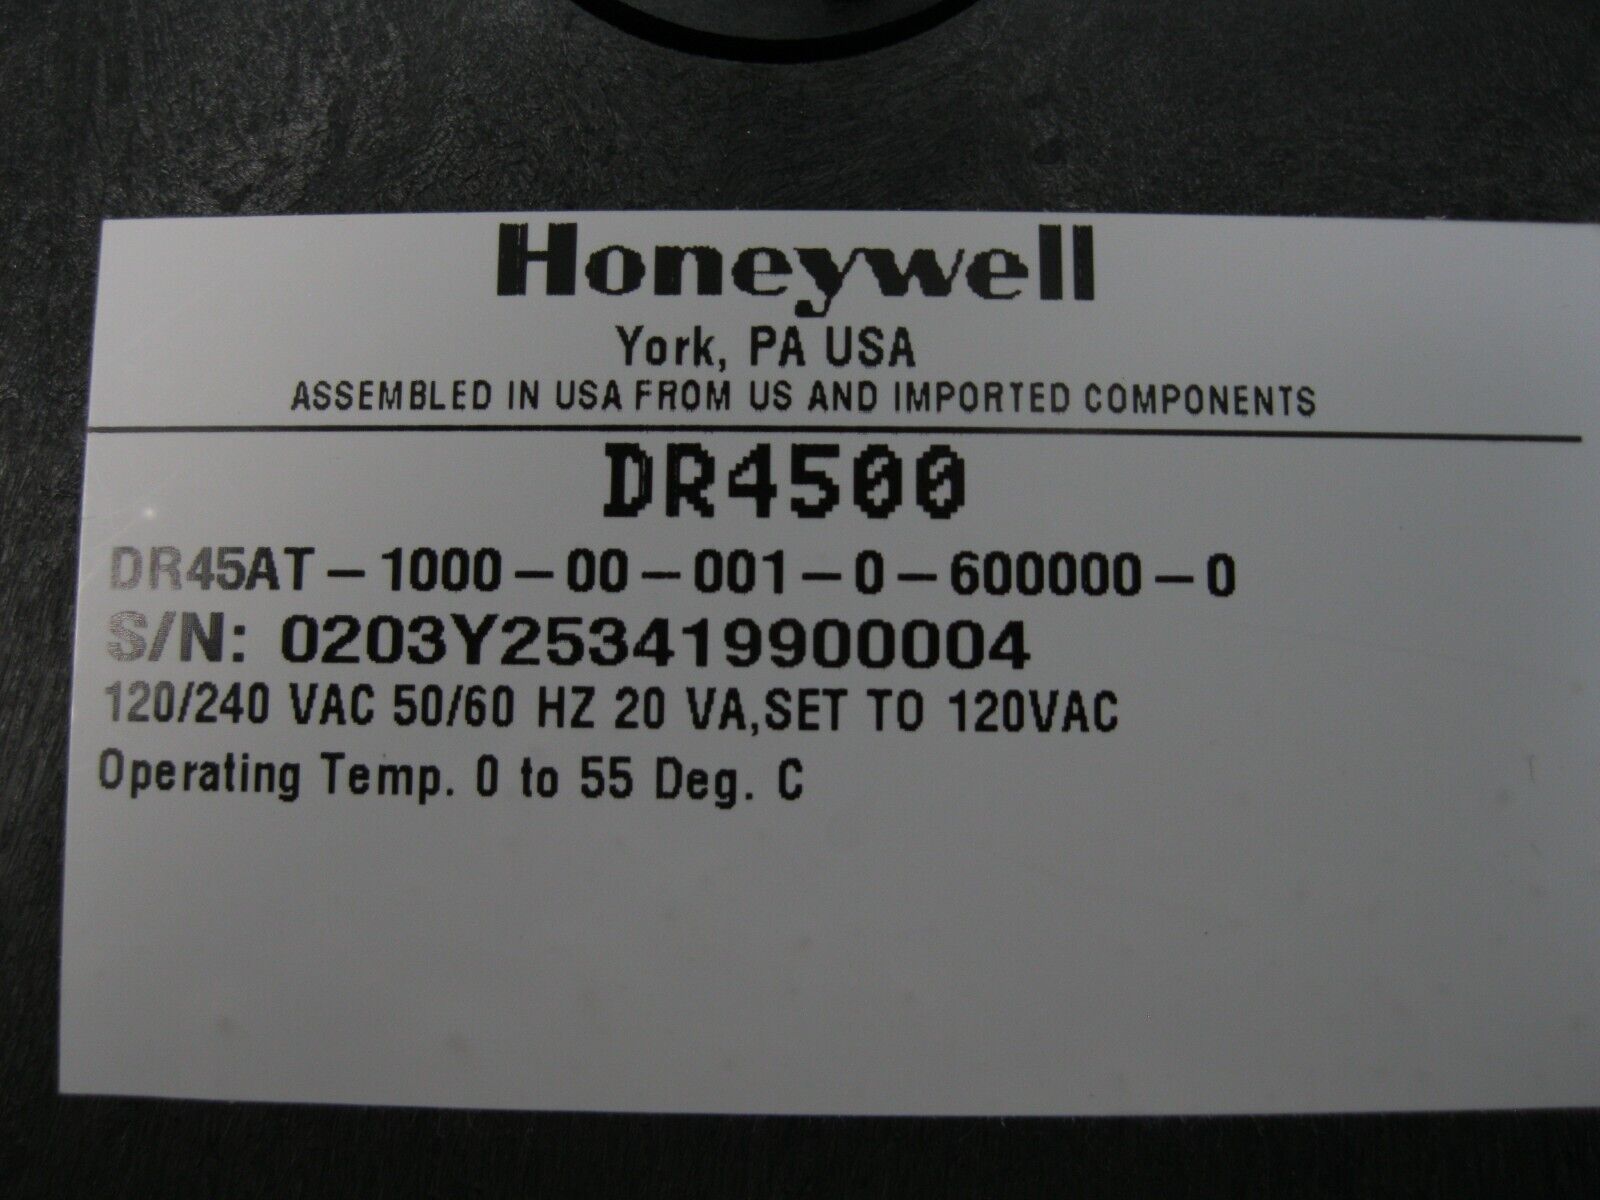 Honeywell
York, PA USA
ASSEMBLED IN USA FROM US AND IMPORTED COMPONENTS
DR4500
DR45AT-1000-00-001-0-600000-0
S/N: 0203Y253419900004
120/240 VAC 50/60 HZ 20 VA,SET TO 120VAC
Operating Temp. 0 to 55 Deg. C